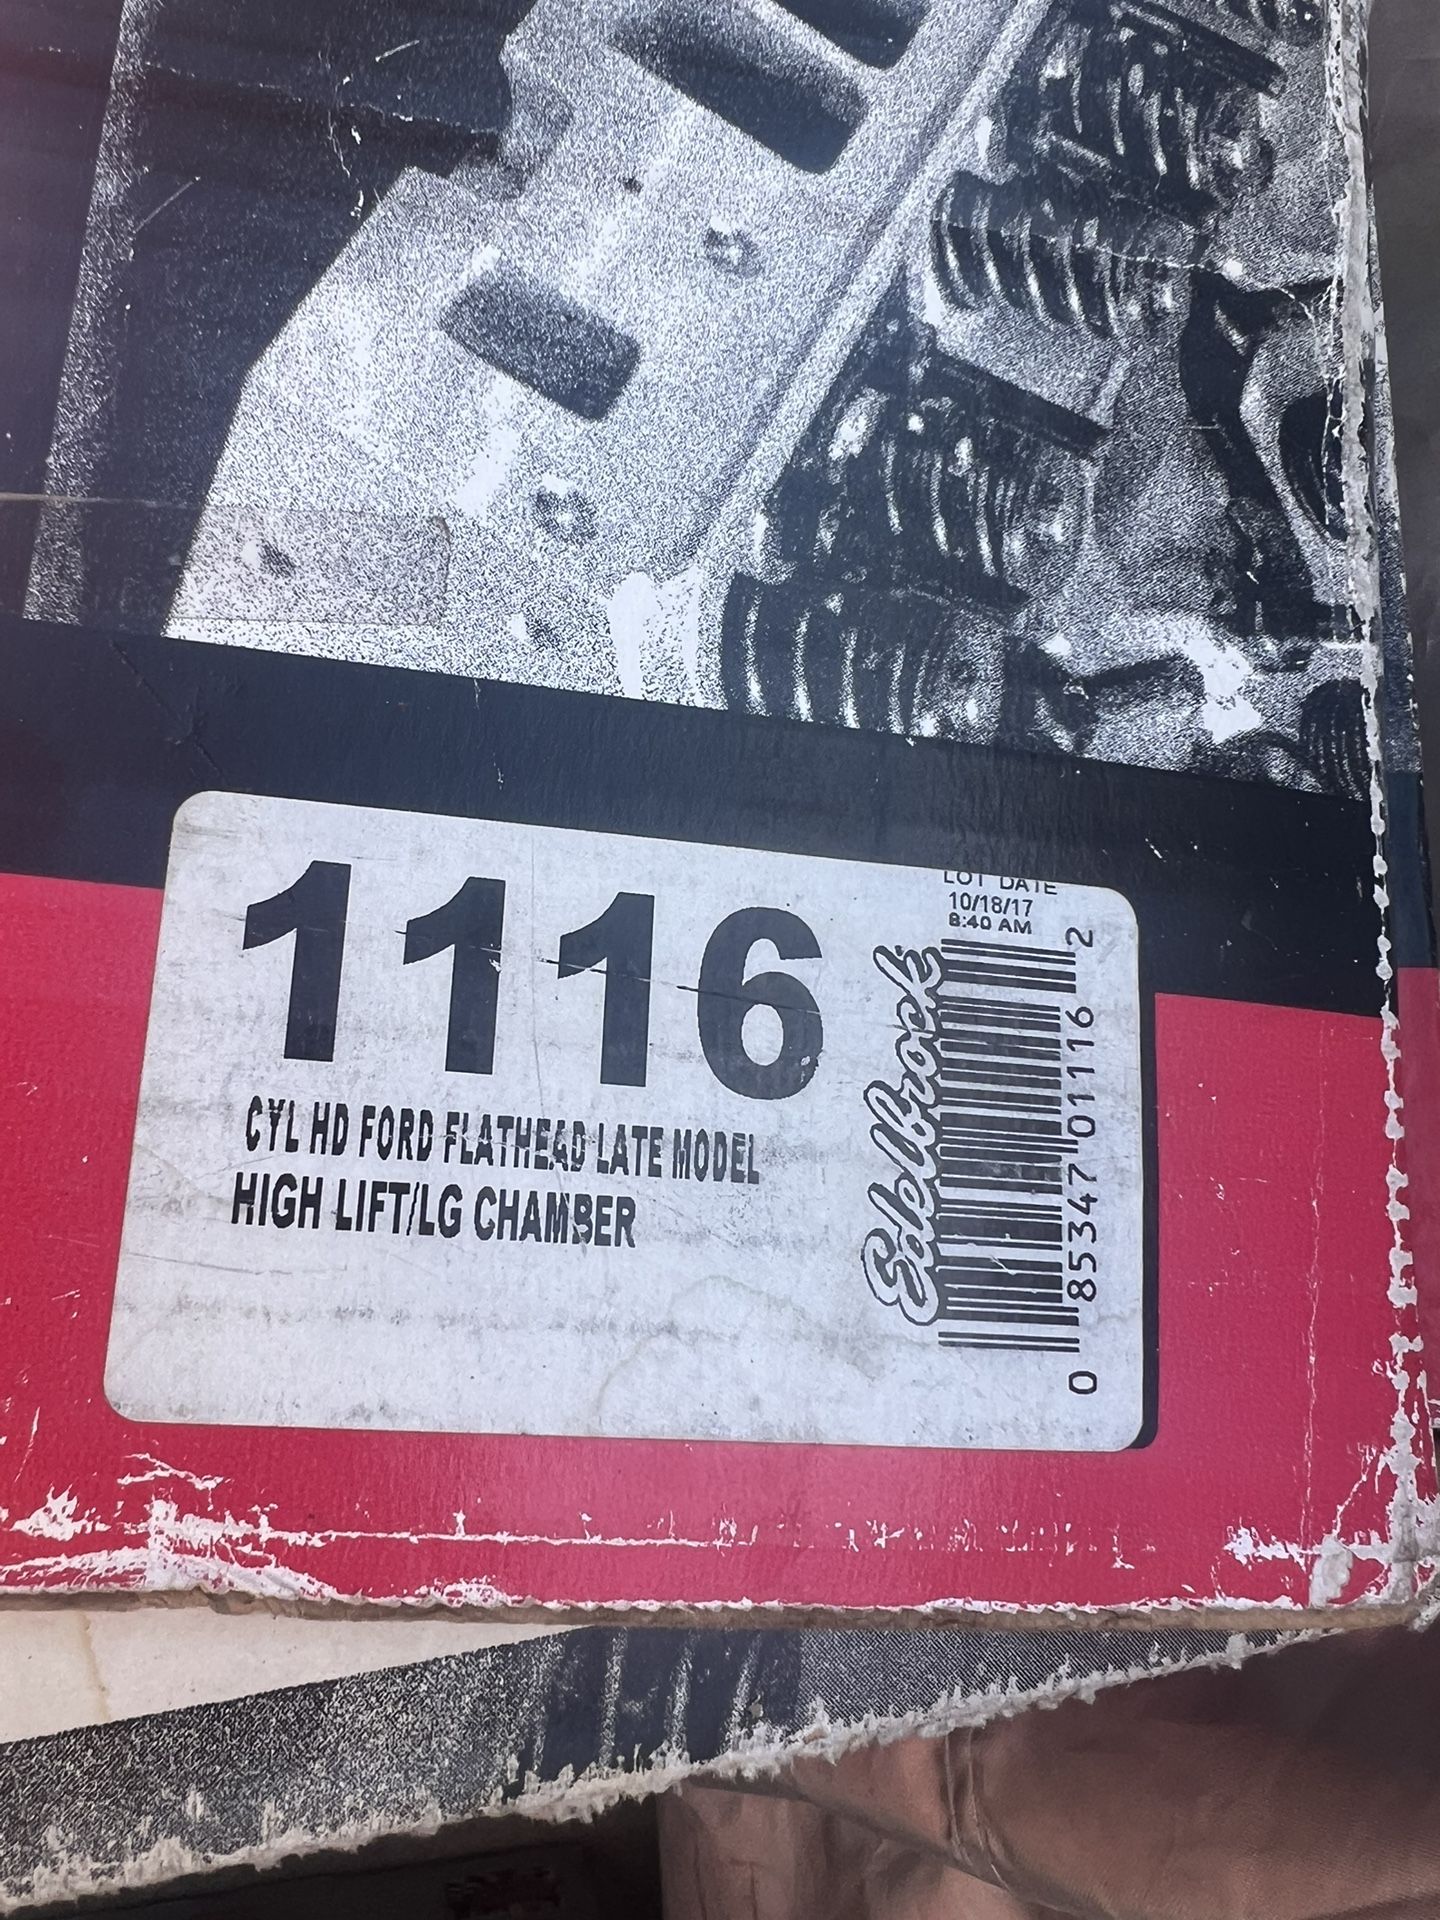 1116
CYL HD FORD FLATHEAD LATE MODEL
HIGH LIFT/LG CHAMBER
LOT DATE
10/18/17
8:40 AM
Edelbrock
0 85347 01116 2